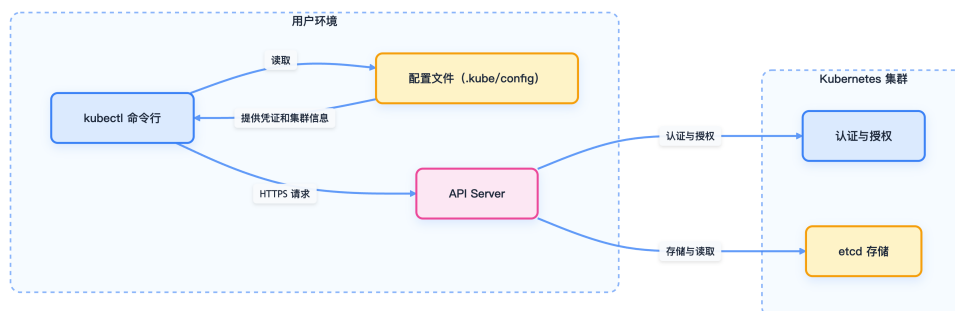 用户环境
读取
配置文件（.kube/config）
kubectl 命令行
提供凭证和集群信息
HTTPS 请求
API Server
Kubernetes 集群
认证与授权
认证与授权
存储与读取
etcd 存储